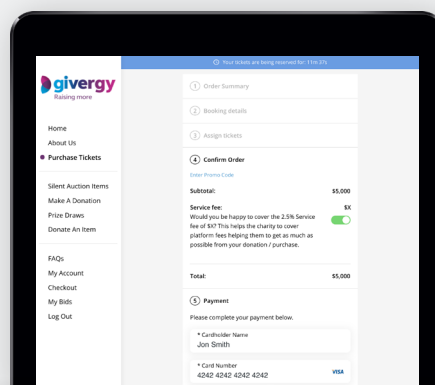 Your tickets are being reserved for: 11m 37s
givergy
Raising more
Home
About Us
Purchase Tickets
Silent Auction Items
Make A Donation
Prize Draws
Donate An Item
FAQs
My Account
Checkout
My Bids
Log Out
1 Order Summary
2 Booking details
3 Assign tickets
4 Confirm Order
Enter Promo Code
Subtotal: $5,000
Service fee: $X
Would you be happy to cover the 2.5% Service
fee of $X? This helps the charity to cover
platform fees helping them to get as much as
possible from your donation / purchase.
Total: $5,000
5 Payment
Please complete your payment below.
* Cardholder Name
Jon Smith
* Card Number
4242 4242 4242 4242 VISA